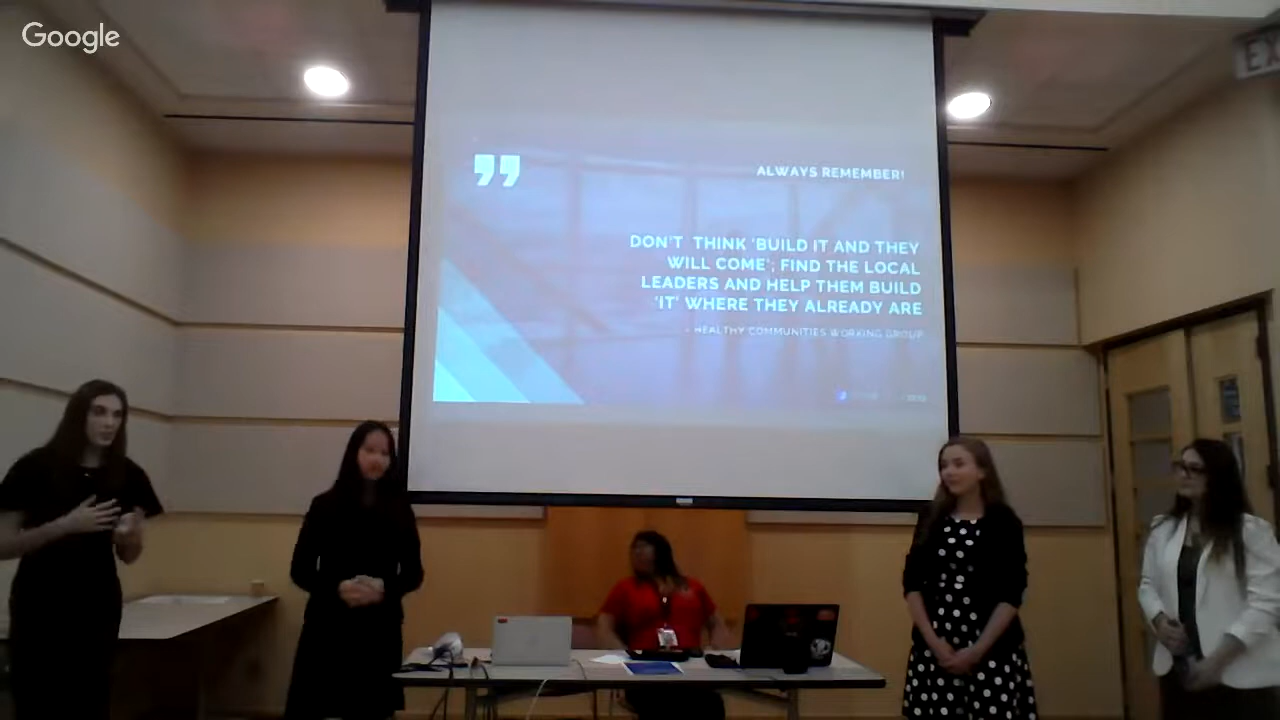 Google
EX
ALWAYS REMEMBER!
DON'T THINK 'BUILD IT AND THEY
WILL COME'; FIND THE LOCAL
LEADERS AND HELP THEM BUILD
'IT' WHERE THEY ALREADY ARE
- HEALTHY COMMUNITIES WORKING GROUP